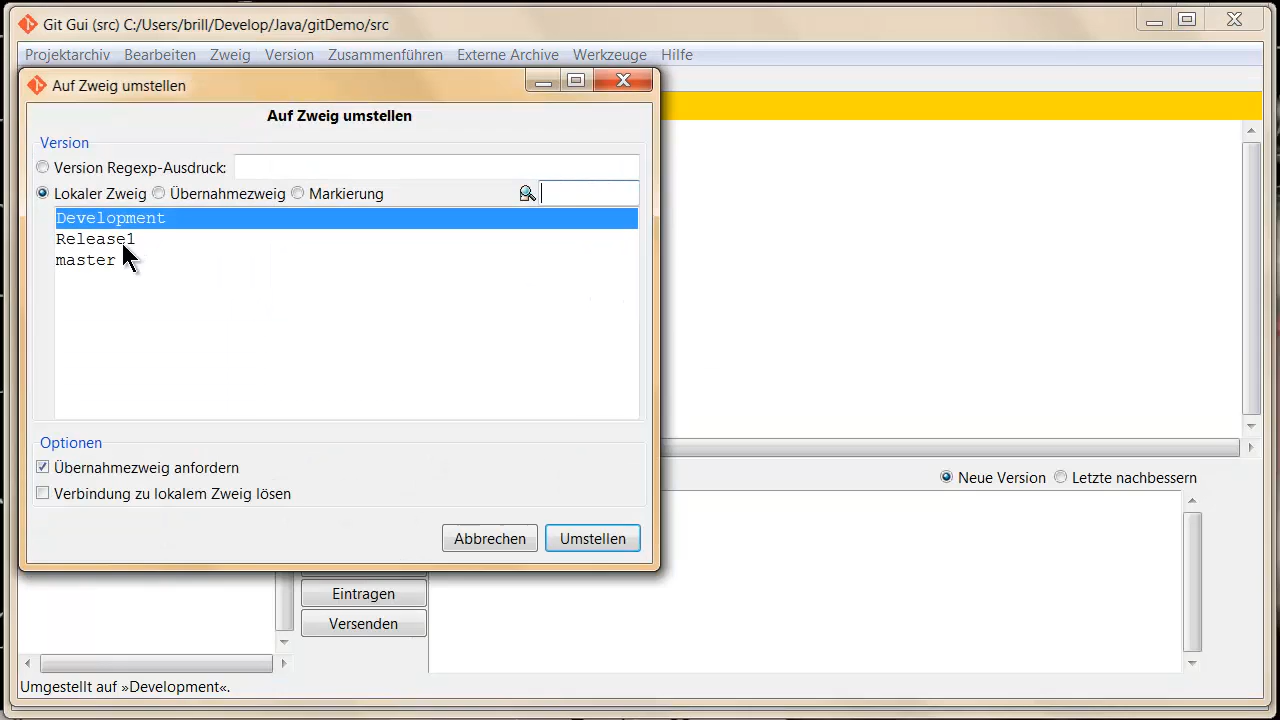 Git Gui (src) C:/Users/brill/Develop/Java/gitDemo/src
Projektarchiv Bearbeiten Zweig Version Zusammenführen Externe Archive Werkzeuge Hilfe
Auf Zweig umstellen
Auf Zweig umstellen
Version
Version Regexp-Ausdruck:
Lokaler Zweig Übernahmezweig Markierung
Development
Release1
master
Optionen
Übernahmezweig anfordern
Verbindung zu lokalem Zweig lösen
Abbrechen Umstellen
Neue Version Letzte nachbessern
Eintragen
Versenden
Umgestellt auf »Development«.